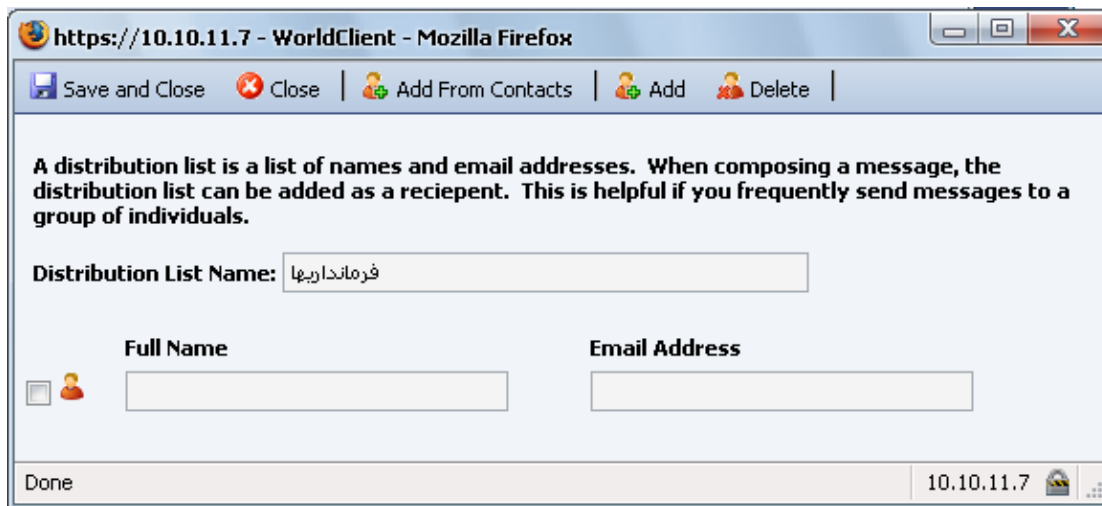 https://10.10.11.7 - WorldClient - Mozilla Firefox
Save and Close Close Add From Contacts Add Delete
A distribution list is a list of names and email addresses. When composing a message, the
distribution list can be added as a reciepent. This is helpful if you frequently send messages to a
group of individuals.
Distribution List Name: فرمانداریها
Full Name Email Address
Done 10.10.11.7